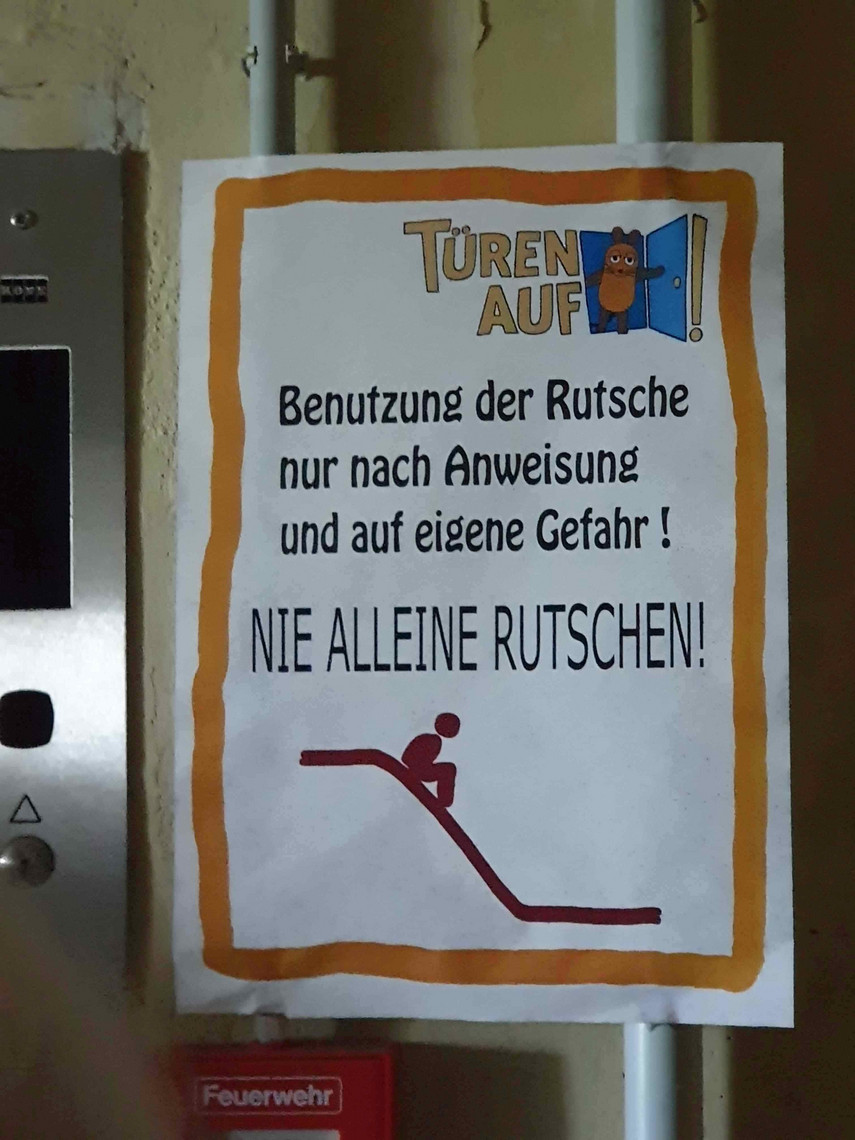 TÜREN
AUF!
Benutzung der Rutsche
nur nach Anweisung
und auf eigene Gefahr !
NIE ALLEINE RUTSCHEN!
Feuerwehr